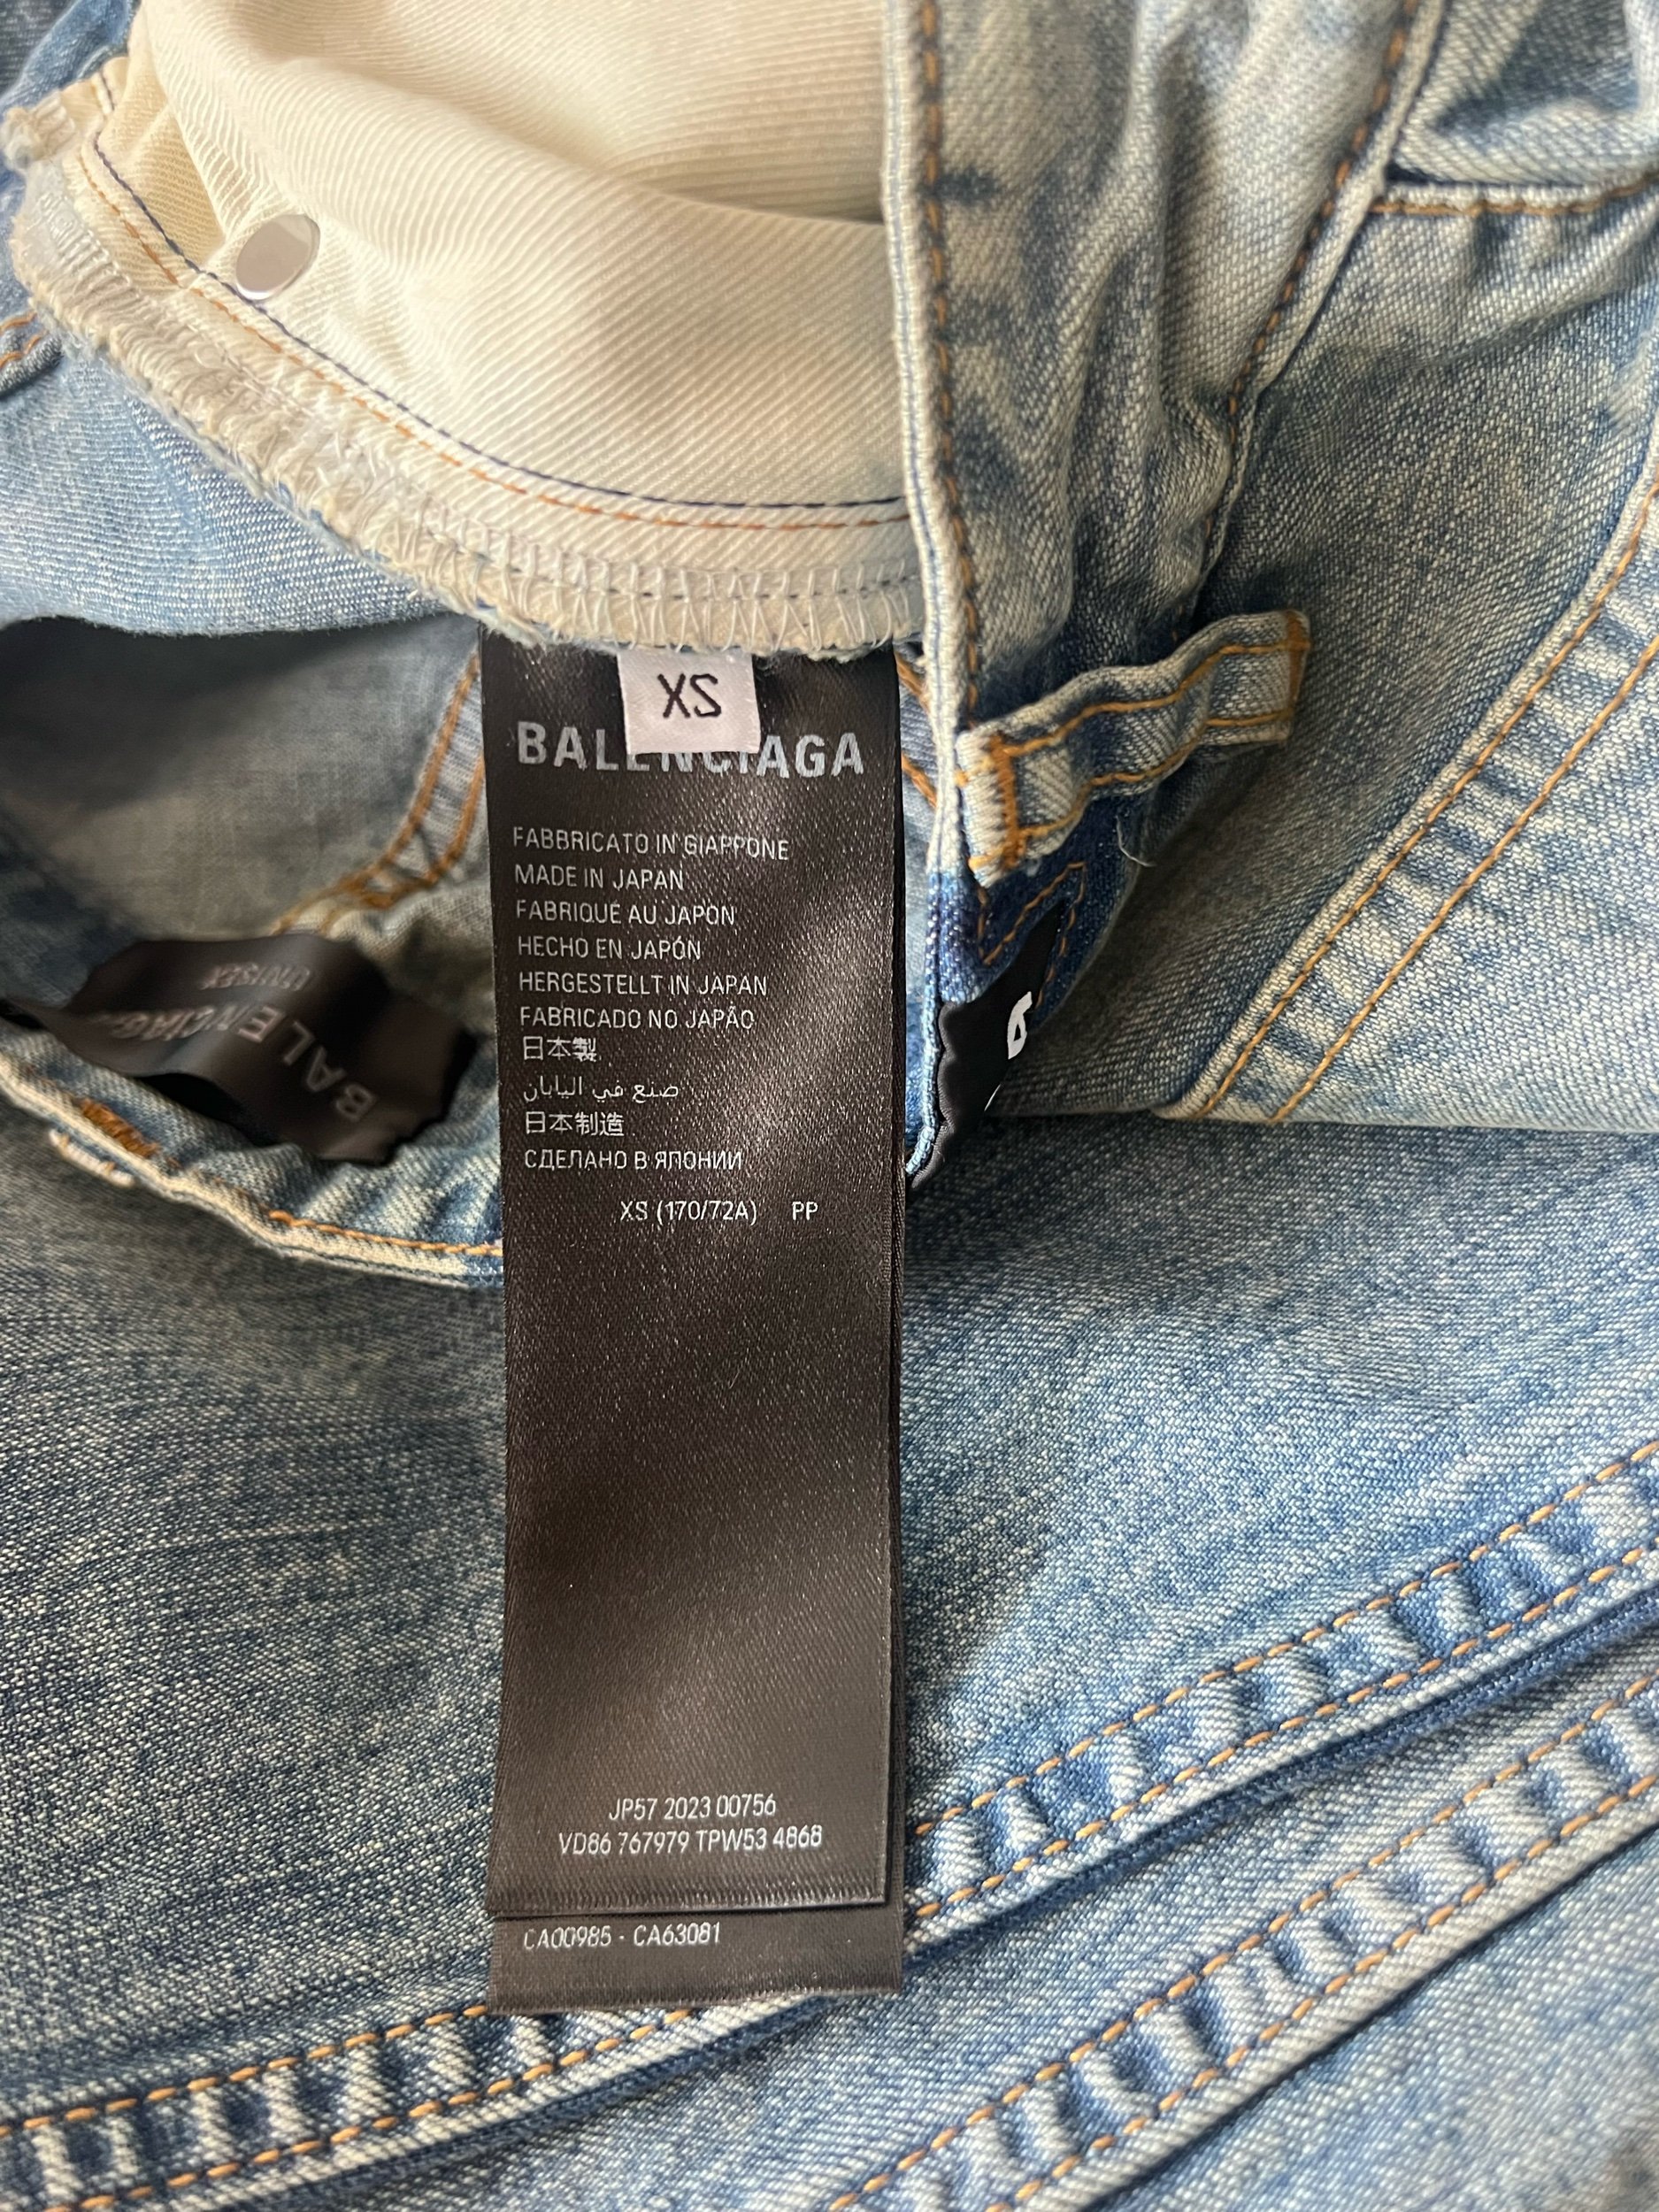 XS
BALENCIAGA
FABBRICATO IN GIAPPONE
MADE IN JAPAN
FABRIQUÉ AU JAPON
HECHO EN JAPÓN
HERGESTELLT IN JAPAN
FABRICADO NO JAPÃO
日本製
صنع في اليابان
日本制造
СДЕЛАНО В ЯПОНИИ
XS (170/72A) PP
JP57 2023 00756
VD86 767979 TPW53 4868
CA00985 - CA63081
BALENCIAGA
UNISEX